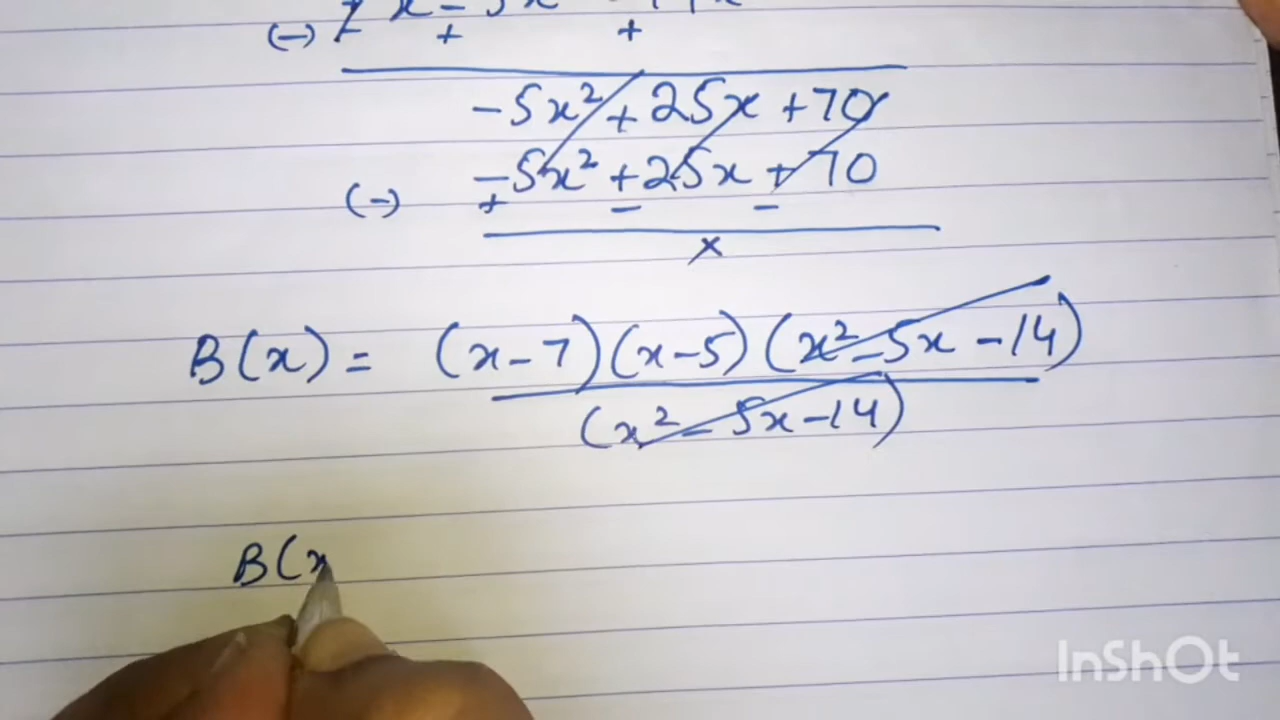 (-) + +
-5x² + 25x + 70
-5x² + 25x + 70
(-) + - -
x
B(x) = (x-7)(x-5)(x²-5x-14)
(x²-5x-14)
B(x
InShOt